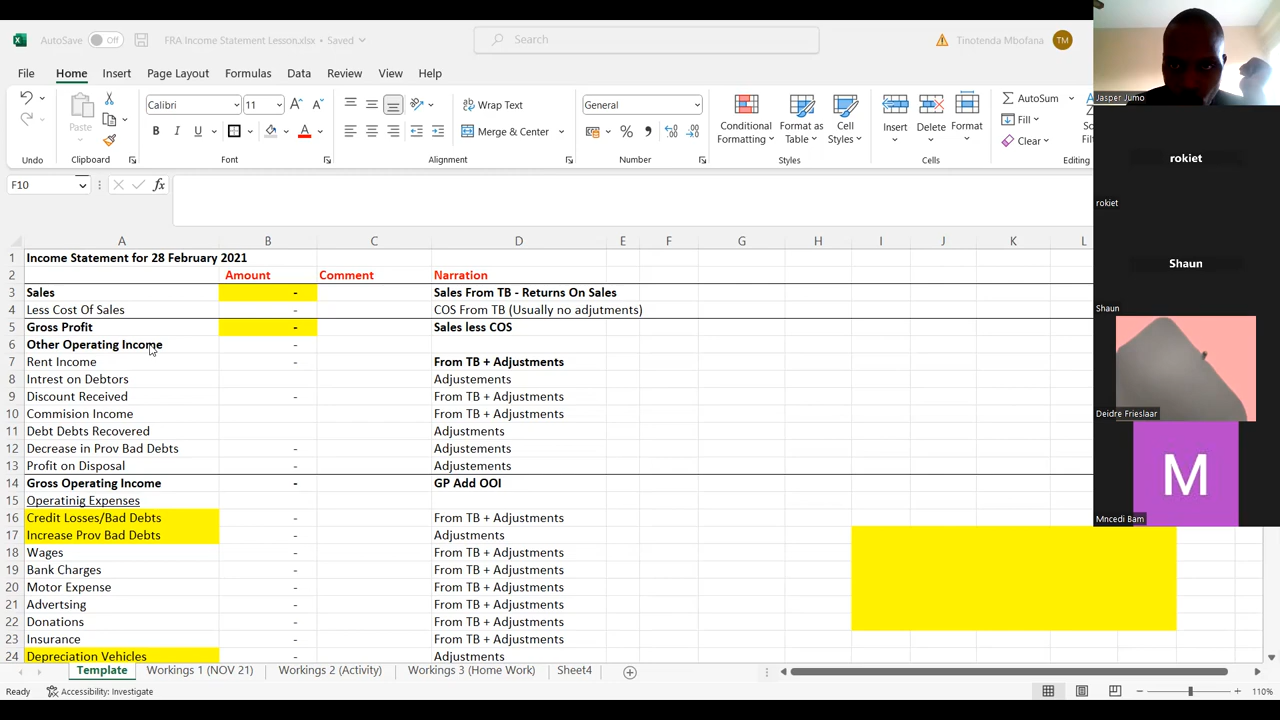 AutoSave Off FRA Income Statement Lesson.xlsx • Saved Search Tinotenda Mbofana TM
File Home Insert Page Layout Formulas Data Review View Help
Paste Calibri 11 Wrap Text General Conditional Formatting Format as Table Cell Styles Insert Delete Format AutoSum
B I U A Merge & Center % Fill Clear
Undo Clipboard Font Alignment Number Styles Cells Editing
F10 fx
A B C D E F G H I J K L
1 Income Statement for 28 February 2021
2 Amount Comment Narration
3 Sales - Sales From TB - Returns On Sales
4 Less Cost Of Sales - COS From TB (Usually no adjutments)
5 Gross Profit - Sales less COS
6 Other Operating Income -
7 Rent Income - From TB + Adjustments
8 Intrest on Debtors Adjustements
9 Discount Received - From TB + Adjustments
10 Commision Income From TB + Adjustments
11 Debt Debts Recovered Adjustments
12 Decrease in Prov Bad Debts - Adjustements
13 Profit on Disposal - Adjustements
14 Gross Operating Income - GP Add OOI
15 Operatinig Expenses
16 Credit Losses/Bad Debts - From TB + Adjustments
17 Increase Prov Bad Debts - Adjustments
18 Wages - From TB + Adjustments
19 Bank Charges - From TB + Adjustments
20 Motor Expense - From TB + Adjustments
21 Advertsing - From TB + Adjustments
22 Donations - From TB + Adjustments
23 Insurance - From TB + Adjustments
24 Depreciation Vehicles - Adjustments
Template Workings 1 (NOV 21) Workings 2 (Activity) Workings 3 (Home Work) Sheet4
Ready Accessibility: Investigate 110%
Jasper Jumo
rokiet
rokiet
Shaun
Shaun
Deidre Frieslaar
M
Mncedi Bam